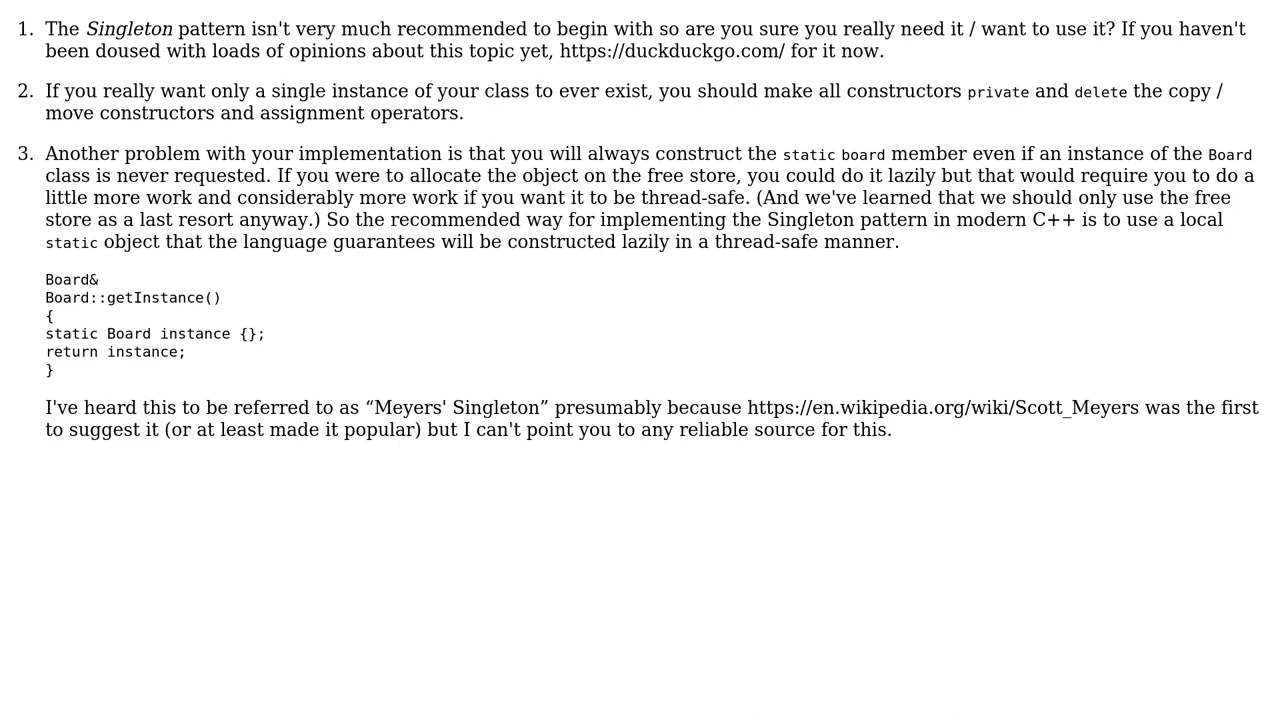 1. The Singleton pattern isn't very much recommended to begin with so are you sure you really need it / want to use it? If you haven't
been doused with loads of opinions about this topic yet, https://duckduckgo.com/ for it now.
2. If you really want only a single instance of your class to ever exist, you should make all constructors private and delete the copy /
move constructors and assignment operators.
3. Another problem with your implementation is that you will always construct the static board member even if an instance of the Board
class is never requested. If you were to allocate the object on the free store, you could do it lazily but that would require you to do a
little more work and considerably more work if you want it to be thread-safe. (And we've learned that we should only use the free
store as a last resort anyway.) So the recommended way for implementing the Singleton pattern in modern C++ is to use a local
static object that the language guarantees will be constructed lazily in a thread-safe manner.
Board&
Board::getInstance()
{
static Board instance {};
return instance;
}
I've heard this to be referred to as “Meyers' Singleton” presumably because https://en.wikipedia.org/wiki/Scott_Meyers was the first
to suggest it (or at least made it popular) but I can't point you to any reliable source for this.